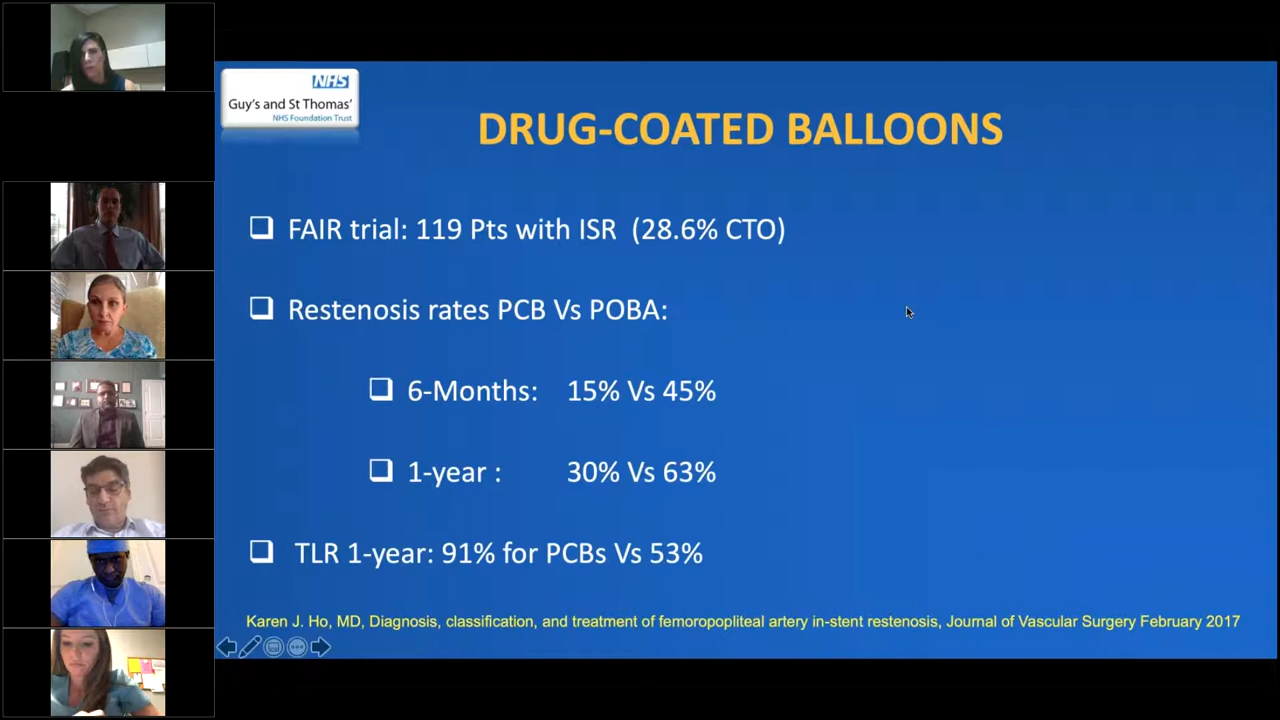 NHS
Guy's and St Thomas'
NHS Foundation Trust
DRUG-COATED BALLOONS
FAIR trial: 119 Pts with ISR (28.6% CTO)
Restenosis rates PCB Vs POBA:
6-Months: 15% Vs 45%
1-year : 30% Vs 63%
TLR 1-year: 91% for PCBs Vs 53%
Karen J. Ho, MD, Diagnosis, classification, and treatment of femoropopliteal artery in-stent restenosis, Journal of Vascular Surgery February 2017